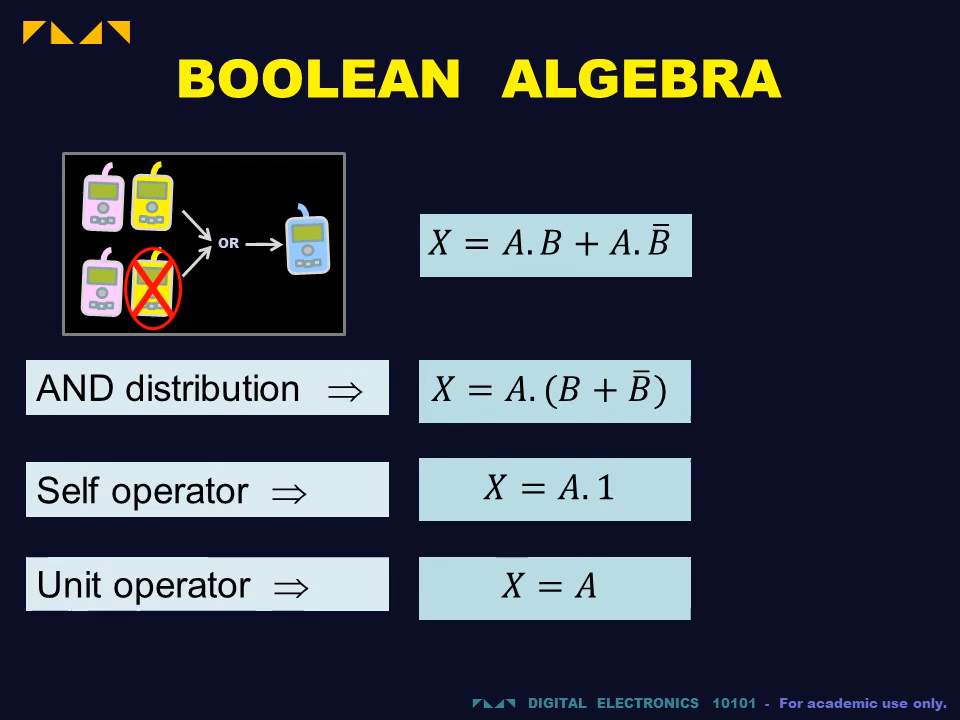 BOOLEAN ALGEBRA
OR
X = A.B + A.B̅
AND distribution ⇒
X = A.(B + B̅)
Self operator ⇒
X = A.1
Unit operator ⇒
X = A
DIGITAL ELECTRONICS 10101 - For academic use only.